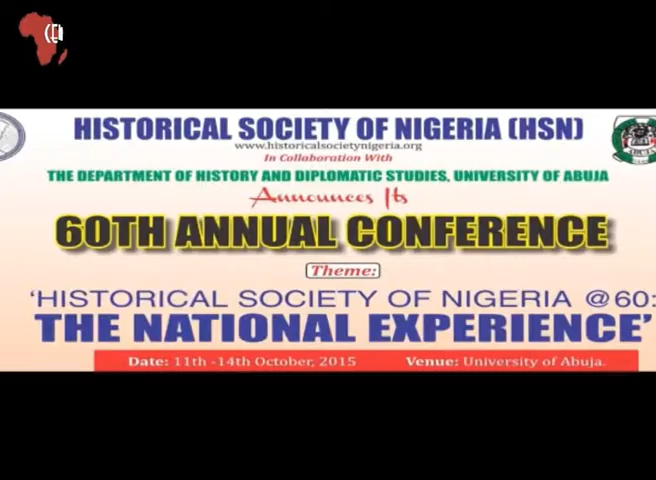 HISTORICAL SOCIETY OF NIGERIA (HSN)
www.historicalsocietynigeria.org
In Collaboration With
THE DEPARTMENT OF HISTORY AND DIPLOMATIC STUDIES, UNIVERSITY OF ABUJA
Announces Its
60TH ANNUAL CONFERENCE
Theme:
'HISTORICAL SOCIETY OF NIGERIA @60:
THE NATIONAL EXPERIENCE'
Date: 11th -14th October, 2015 Venue: University of Abuja.